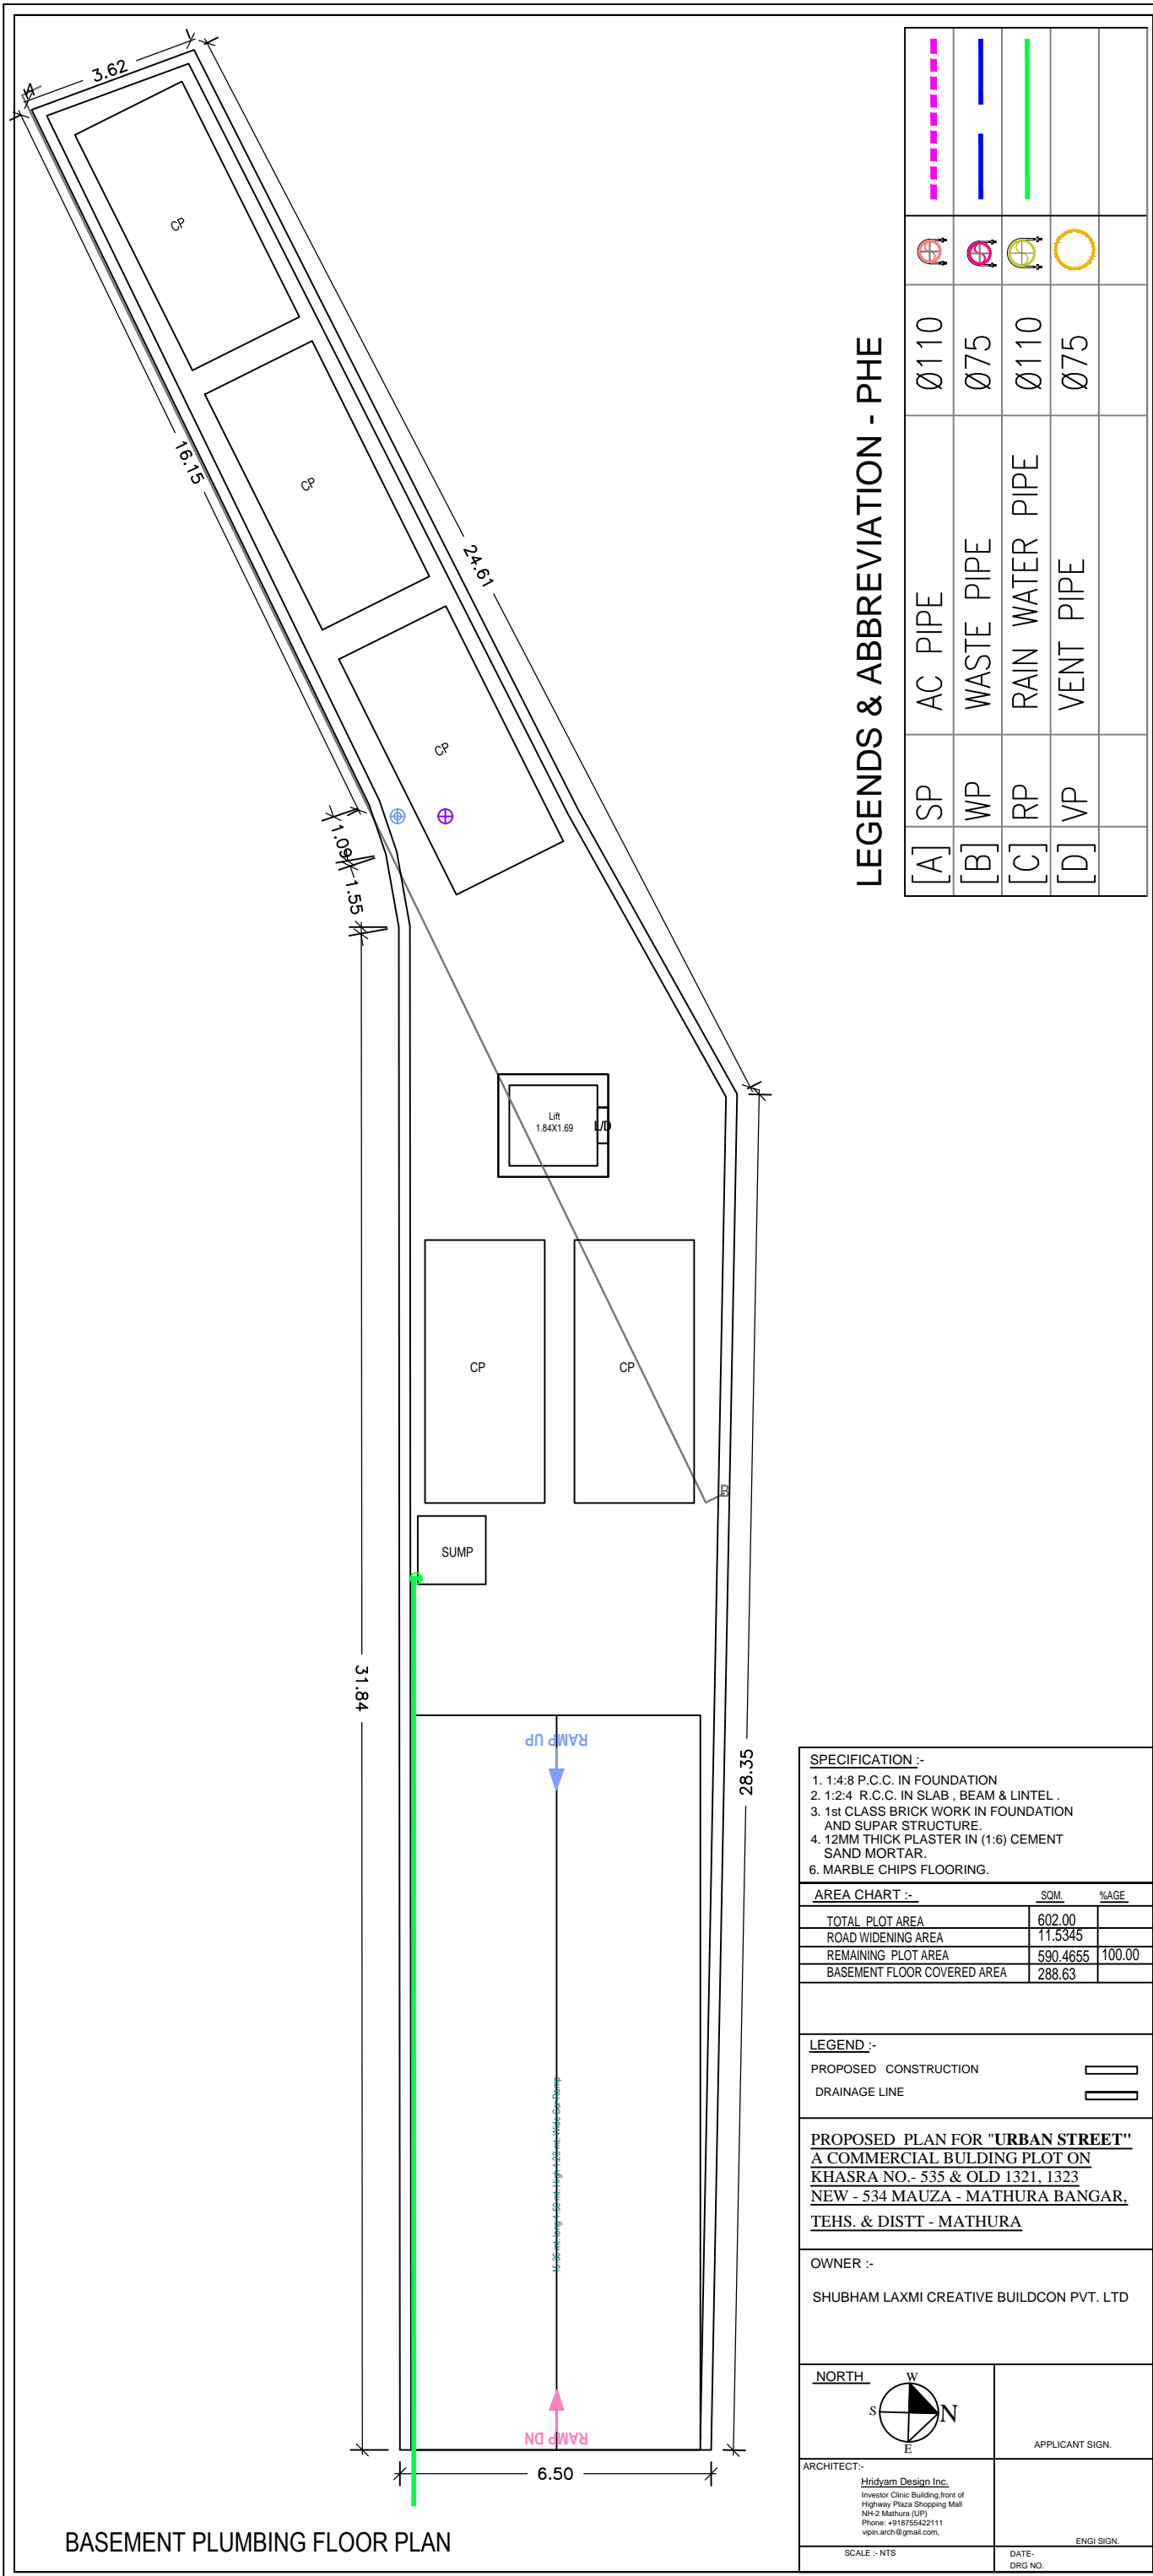 3.62
A
CP
16.15
CP
24.61
CP
1.09
1.55
Lift
1.84X1.69
L/D
CP
CP
B
SUMP
31.84
28.35
RAMP UP
RAMP DN
6.50
BASEMENT PLUMBING FLOOR PLAN
LEGENDS & ABBREVIATION - PHE
[A] SP AC PIPE Ø110
[B] WP WASTE PIPE Ø75
[C] RP RAIN WATER PIPE Ø110
[D] VP VENT PIPE Ø75
SPECIFICATION :-
1. 1:4:8 P.C.C. IN FOUNDATION
2. 1:2:4 R.C.C. IN SLAB , BEAM & LINTEL .
3. 1st CLASS BRICK WORK IN FOUNDATION
AND SUPAR STRUCTURE.
4. 12MM THICK PLASTER IN (1:6) CEMENT
SAND MORTAR.
6. MARBLE CHIPS FLOORING.
AREA CHART :- SQM. %AGE
TOTAL PLOT AREA 602.00
ROAD WIDENING AREA 11.5345
REMAINING PLOT AREA 590.4655 100.00
BASEMENT FLOOR COVERED AREA 288.63
LEGEND :-
PROPOSED CONSTRUCTION
DRAINAGE LINE
PROPOSED PLAN FOR "URBAN STREET"
A COMMERCIAL BULDING PLOT ON
KHASRA NO.- 535 & OLD 1321, 1323
NEW - 534 MAUZA - MATHURA BANGAR,
TEHS. & DISTT - MATHURA
OWNER :-
SHUBHAM LAXMI CREATIVE BUILDCON PVT. LTD
NORTH
W
S
N
E
APPLICANT SIGN.
ARCHITECT:-
Hridyam Design Inc.
Investor Clinic Building,front of
Highway Plaza Shopping Mall
NH-2 Mathura (UP)
Phone: +918755422111
vipin.arch@gmail.com,
ENGI SIGN.
SCALE :- NTS
DATE-
DRG NO.